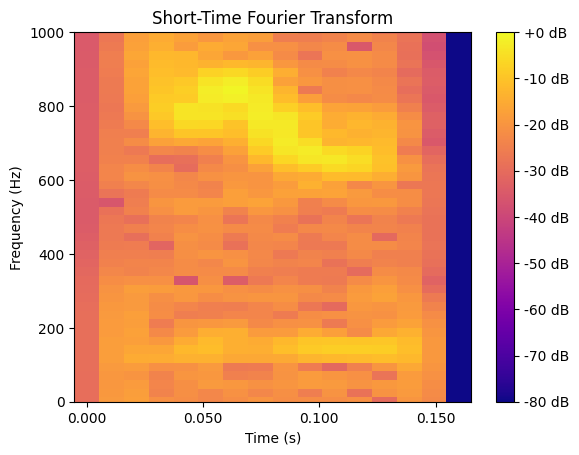 Short-Time Fourier Transform
1000
800
600
400
200
0
Frequency (Hz)
0.000
0.050
0.100
0.150
Time (s)
+0 dB
-10 dB
-20 dB
-30 dB
-40 dB
-50 dB
-60 dB
-70 dB
-80 dB